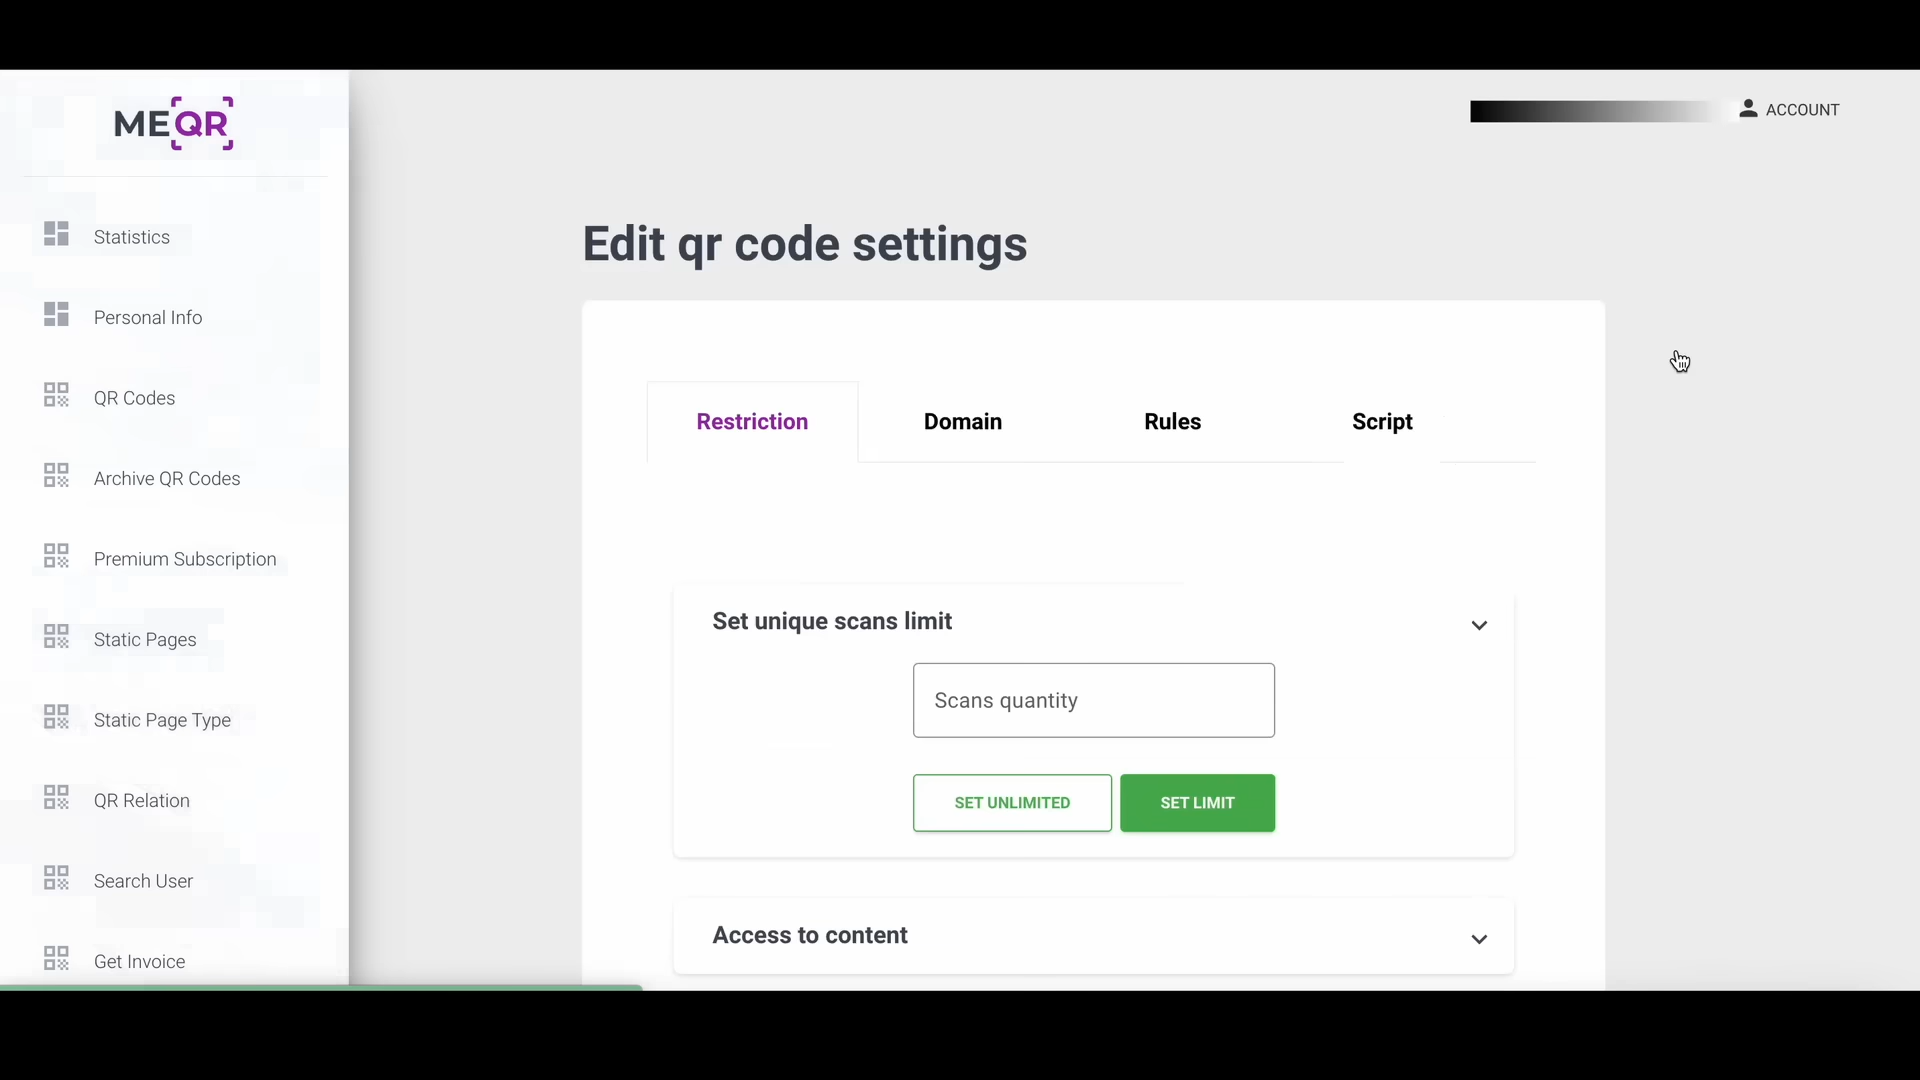 MEQR
ACCOUNT
Statistics
Personal Info
QR Codes
Archive QR Codes
Premium Subscription
Static Pages
Static Page Type
QR Relation
Search User
Get Invoice
Edit qr code settings
Restriction Domain Rules Script
Set unique scans limit
Scans quantity
SET UNLIMITED SET LIMIT
Access to content